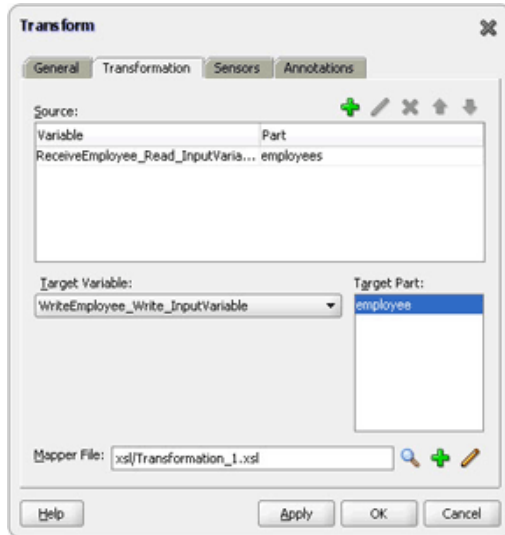 Transform
General Transformation Sensors Annotations
Source:
Variable Part
ReceiveEmployee_Read_InputVaria... employees
Target Variable: Target Part:
WriteEmployee_Write_InputVariable employee
Mapper File: xsl/Transformation_1.xsl
Help Apply OK Cancel